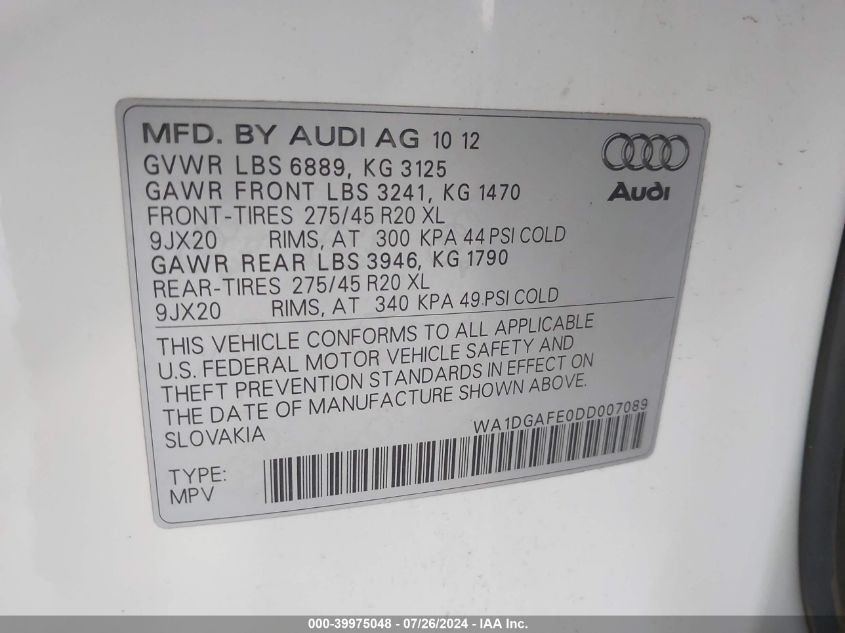 MFD. BY AUDI AG 10 12
GVWR LBS 6889, KG 3125
GAWR FRONT LBS 3241, KG 1470
FRONT-TIRES 275/45 R20 XL
9JX20 RIMS, AT 300 KPA 44 PSI COLD
GAWR REAR LBS 3946, KG 1790
REAR-TIRES 275/45 R20 XL
9JX20 RIMS, AT 340 KPA 49 PSI COLD
Audi
THIS VEHICLE CONFORMS TO ALL APPLICABLE
U.S. FEDERAL MOTOR VEHICLE SAFETY AND
THEFT PREVENTION STANDARDS IN EFFECT ON
THE DATE OF MANUFACTURE SHOWN ABOVE.
SLOVAKIA
WA1DGAFE0DD007089
TYPE:
MPV
000-39975048 - 07/26/2024 - IAA Inc.